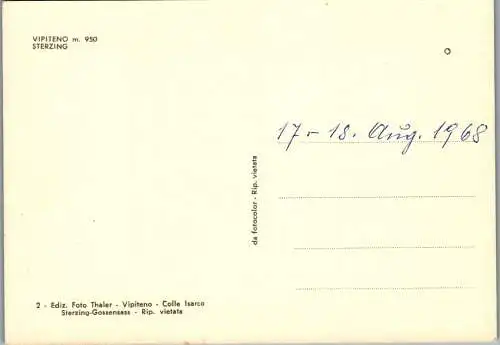 VIPITENO m. 950
STERZING
17.-18. Aug. 1968
da fotocolor - Rip. vietata
2 - Ediz. Foto Thaler - Vipiteno - Colle Isarco
Sterzing-Gossensass - Rip. vietata